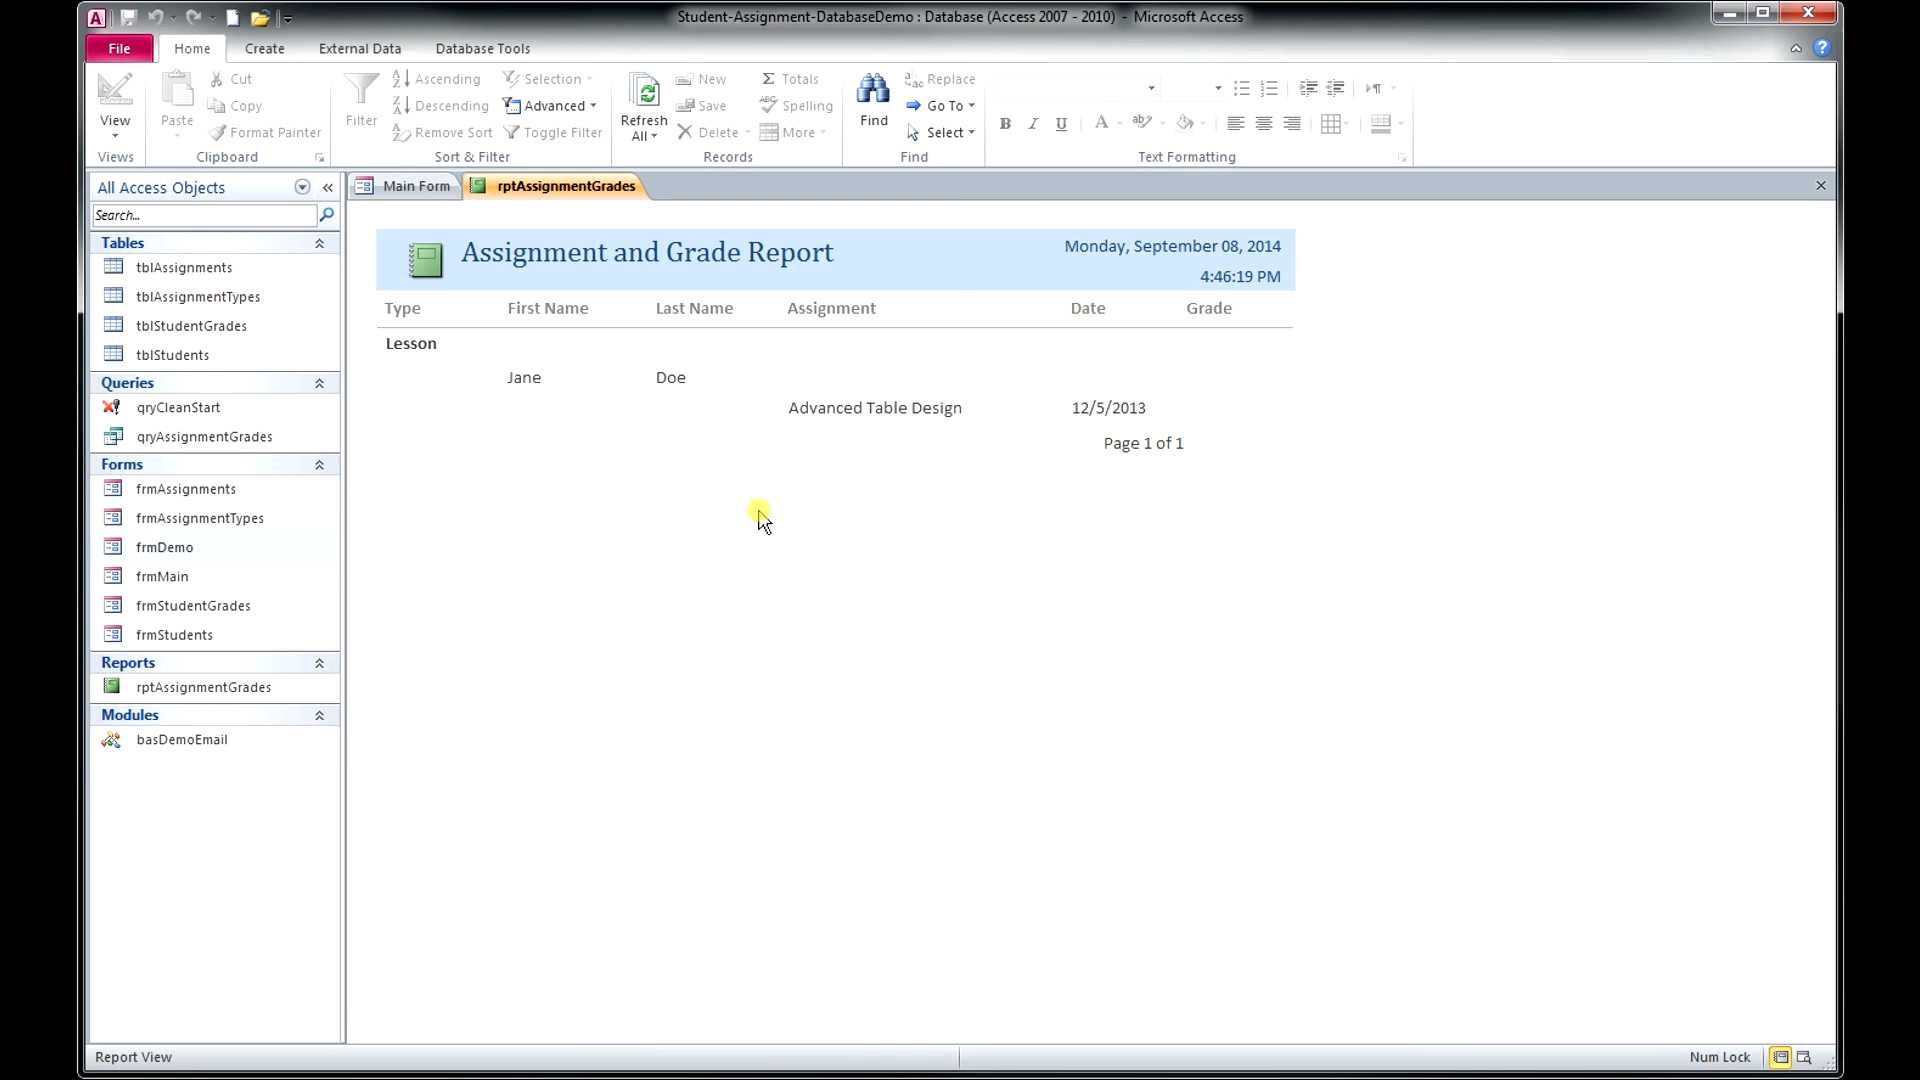 Student-Assignment-DatabaseDemo : Database (Access 2007 - 2010) - Microsoft Access
File Home Create External Data Database Tools
View
Views
Paste
Cut
Copy
Format Painter
Clipboard
Filter
Ascending
Descending
Remove Sort
Selection
Advanced
Toggle Filter
Sort & Filter
Refresh
All
New
Save
Delete
Totals
Spelling
More
Records
Find
Replace
Go To
Select
Find
B I U A ab
Text Formatting
All Access Objects
Search...
Tables
tblAssignments
tblAssignmentTypes
tblStudentGrades
tblStudents
Queries
qryCleanStart
qryAssignmentGrades
Forms
frmAssignments
frmAssignmentTypes
frmDemo
frmMain
frmStudentGrades
frmStudents
Reports
rptAssignmentGrades
Modules
basDemoEmail
Main Form rptAssignmentGrades
Assignment and Grade Report
Monday, September 08, 2014
4:46:19 PM
Type First Name Last Name Assignment Date Grade
Lesson
Jane Doe
Advanced Table Design 12/5/2013
Page 1 of 1
Report View Num Lock